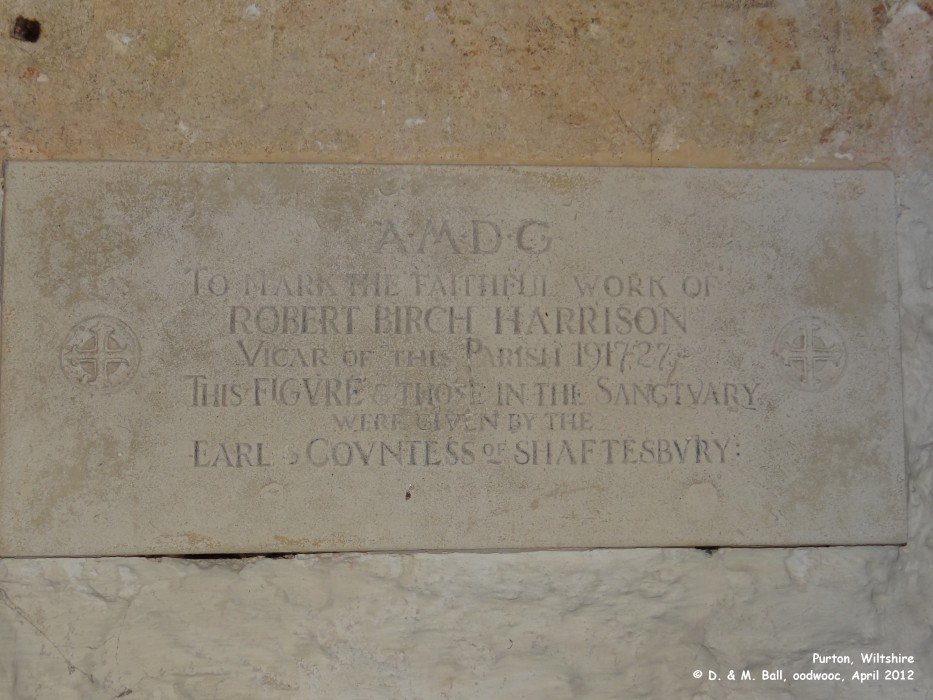 A·M·D·G
TO MARK THE FAITHFUL WORK OF
ROBERT BIRCH HARRISON
VICAR OF THIS PARISH 1917-27
THIS FIGVRE & THOSE IN THE SANCTVARY
WERE GIVEN BY THE
EARL & COVNTESS OF SHAFTESBVRY:
Purton, Wiltshire
© D. & M. Ball, oodwooc, April 2012